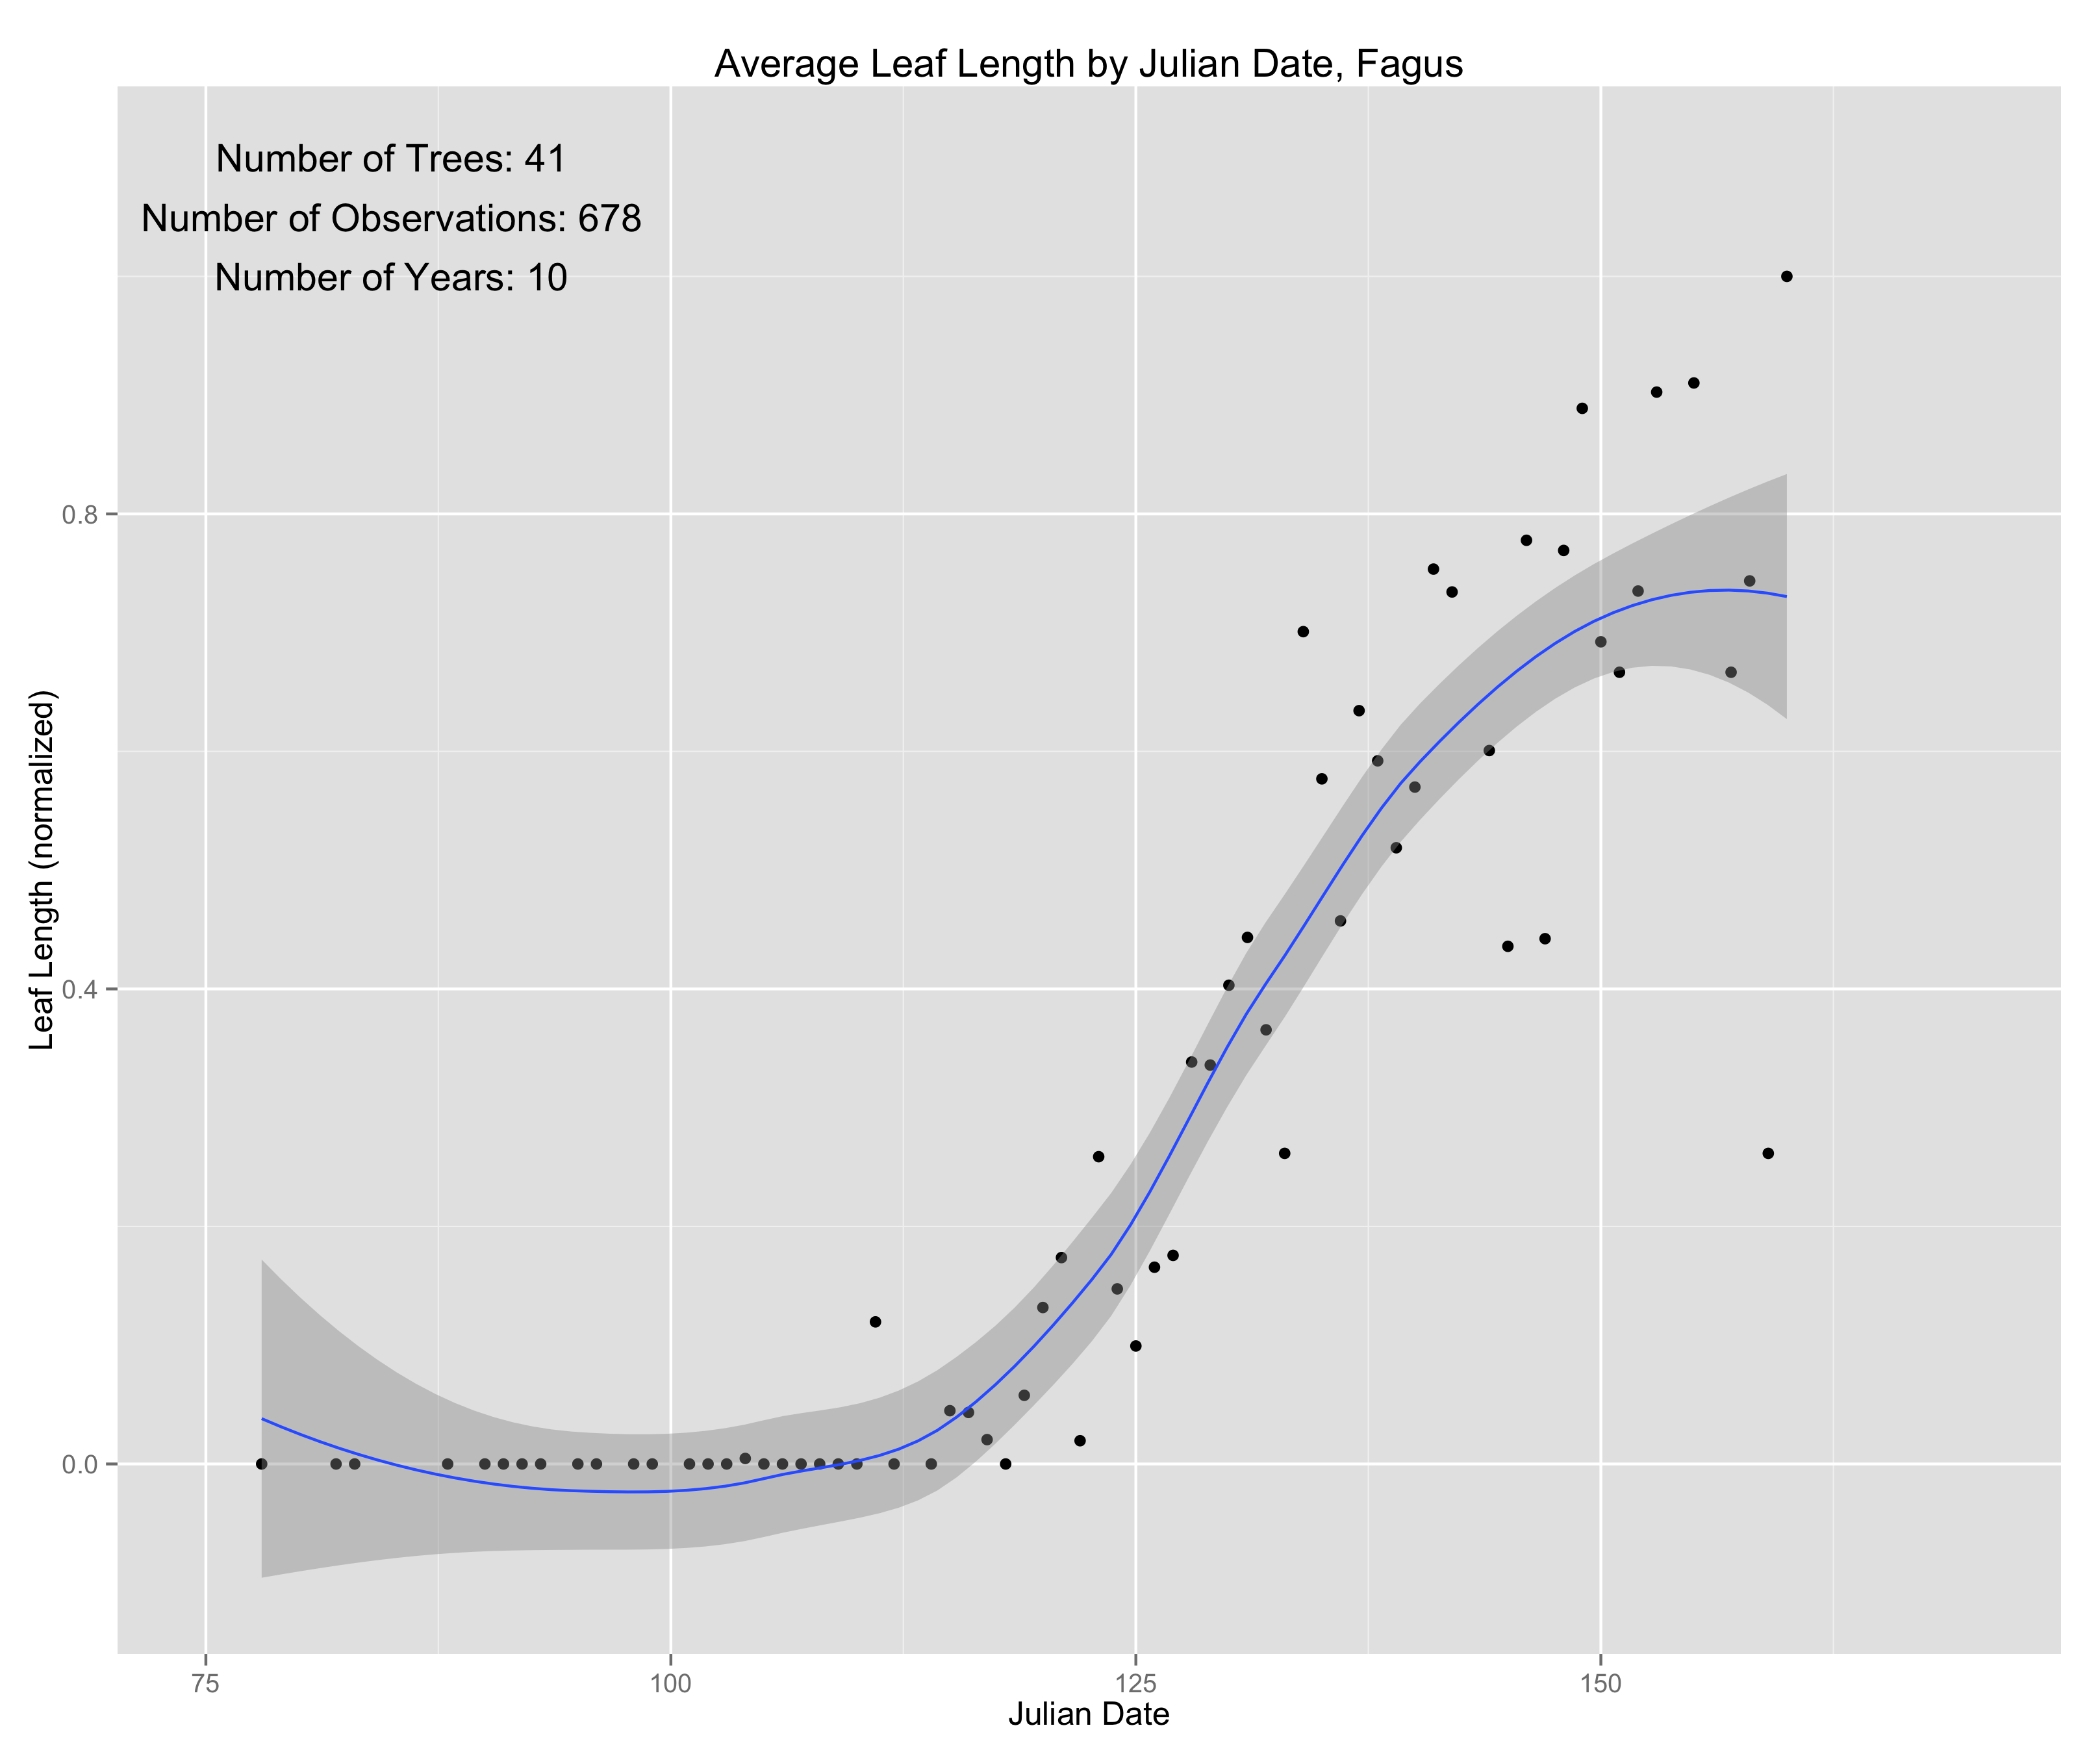 Average Leaf Length by Julian Date, Fagus
Number of Trees: 41
Number of Observations: 678
Number of Years: 10
Leaf Length (normalized)
0.8
0.4
0.0
75 100 125 150
Julian Date